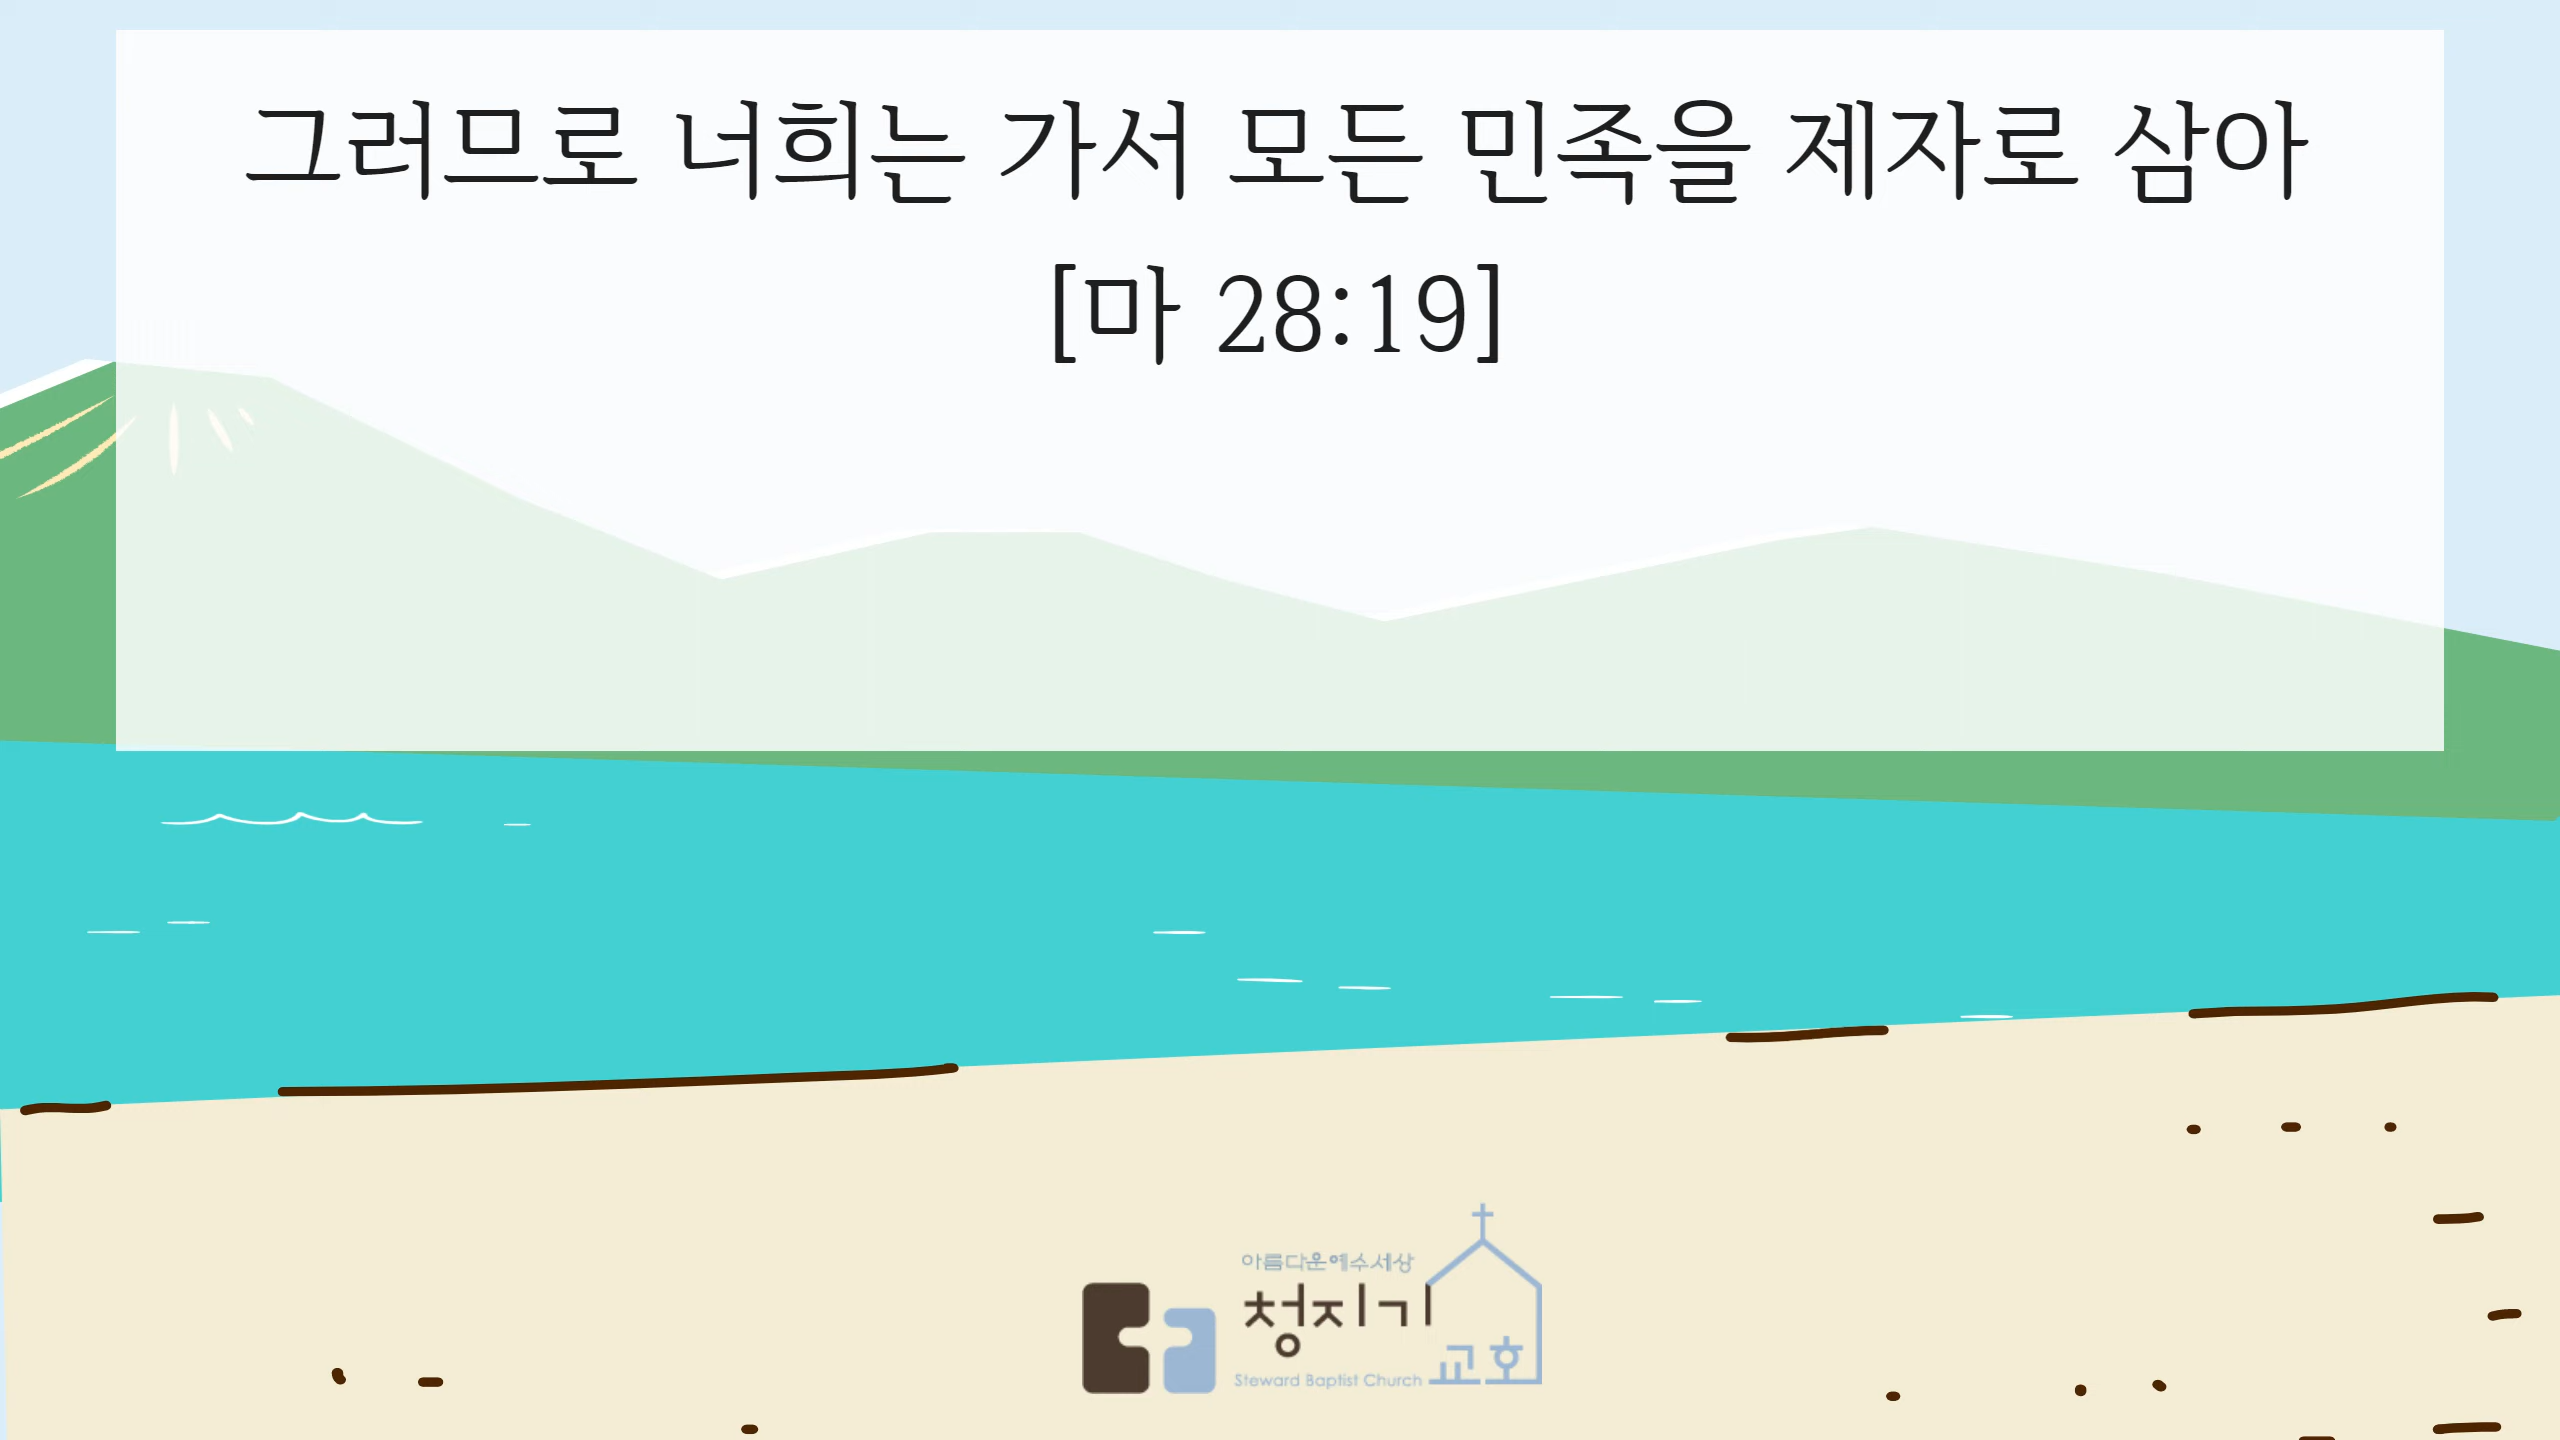 그러므로 너희는 가서 모든 민족을 제자로 삼아
[마 28:19]
아름다운예수세상
청지기
교회
Steward Baptist Church